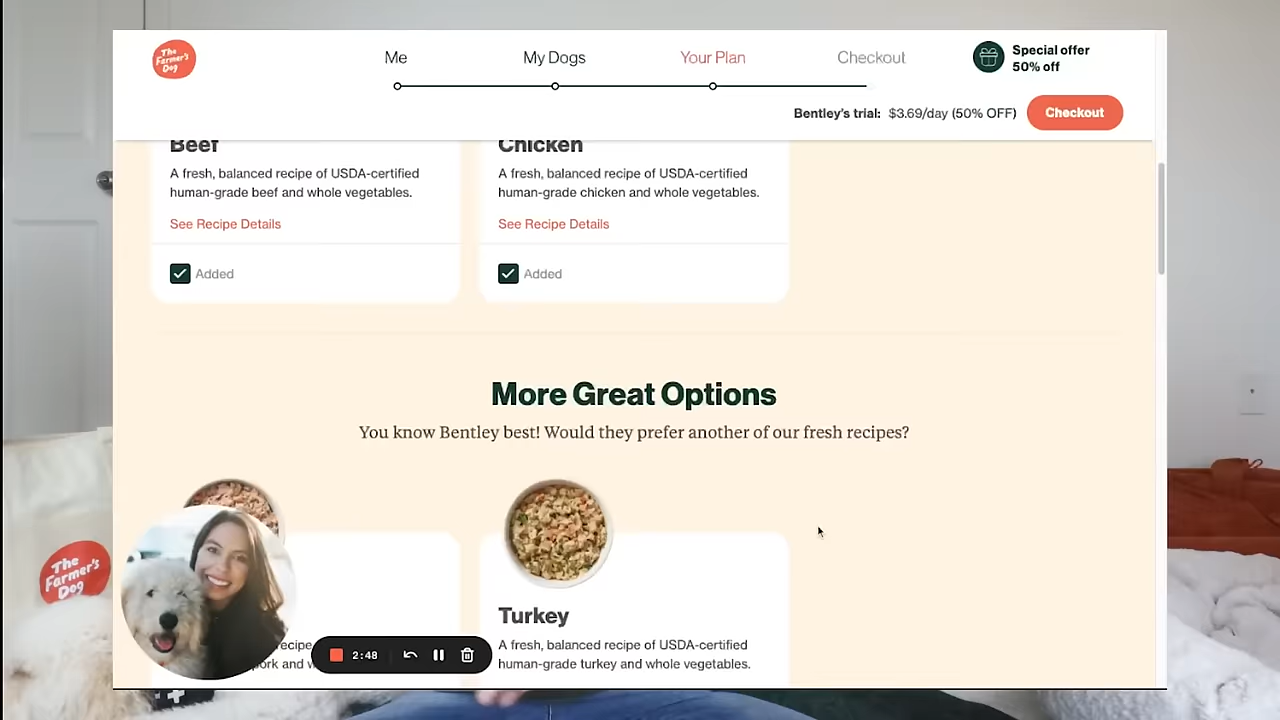 The
Farmer's
Dog
Me
My Dogs
Your Plan
Checkout
Special offer
50% off
Bentley's trial: $3.69/day (50% OFF)
Checkout
Beef
A fresh, balanced recipe of USDA-certified
human-grade beef and whole vegetables.
See Recipe Details
Added
Chicken
A fresh, balanced recipe of USDA-certified
human-grade chicken and whole vegetables.
See Recipe Details
Added
More Great Options
You know Bentley best! Would they prefer another of our fresh recipes?
Turkey
A fresh, balanced recipe of USDA-certified
human-grade turkey and whole vegetables.
2:48
The
Farmer's
Dog